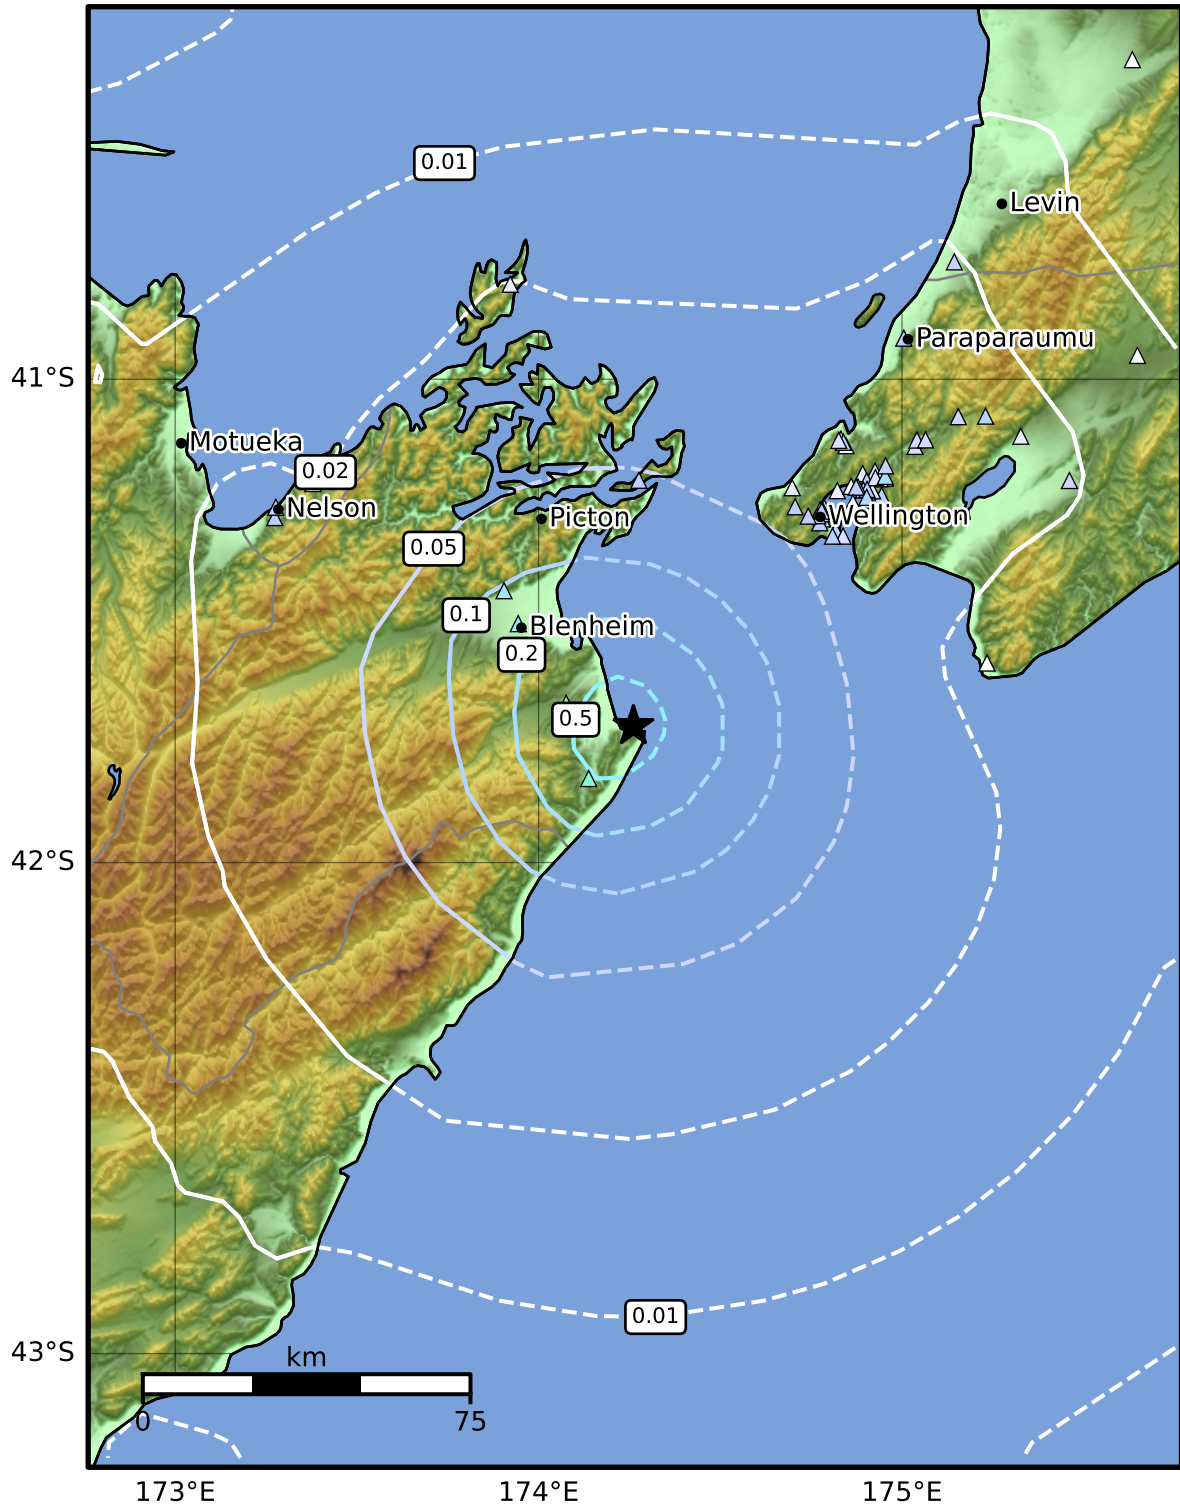 0.01
Levin
Paraparaumu
41°S
Motueka
0.02
Nelson
Picton
Wellington
0.05
0.1
Blenheim
0.2
0.5
42°S
0.01
43°S
km
0
75
173°E
174°E
175°E